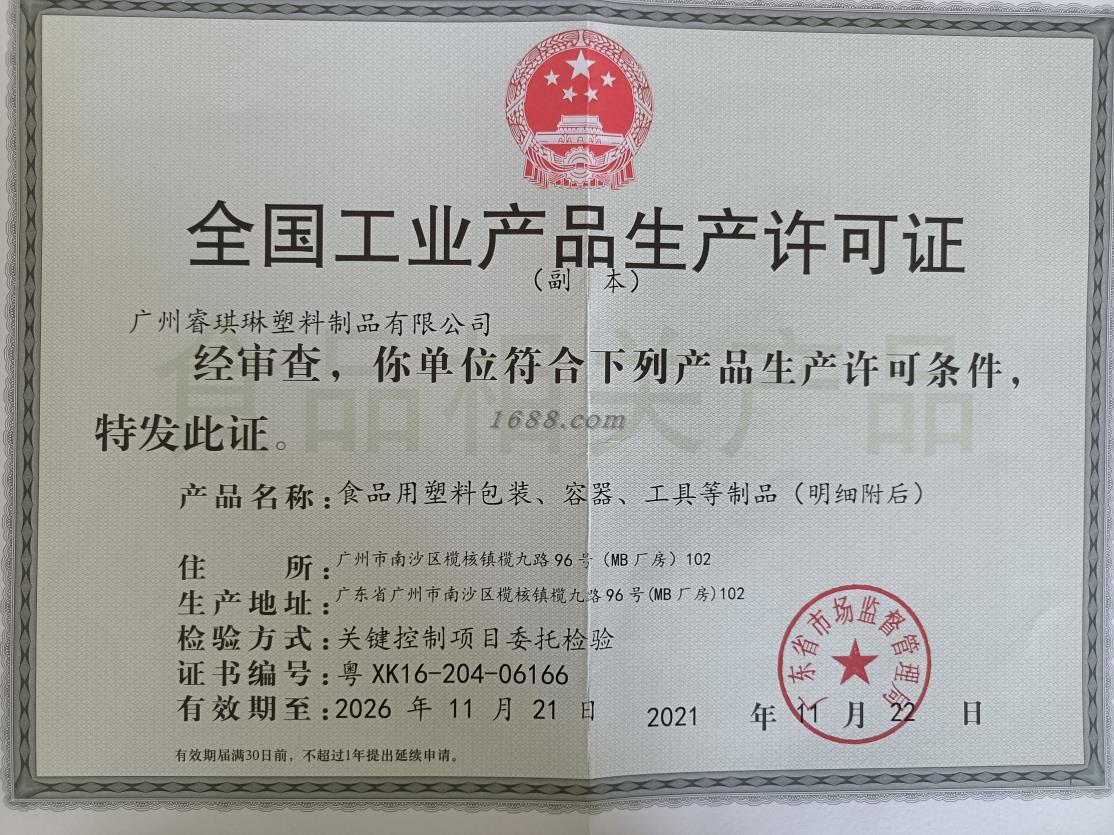 全国工业产品生产许可证
（副 本）
广州睿琪琳塑料制品有限公司
食品相关产品
经审查，你单位符合下列产品生产许可条件，
特发此证。
1688.com
产品名称：食品用塑料包装、容器、工具等制品（明细附后）
住 所：广州市南沙区榄核镇榄九路96号（MB厂房）102
生产地址：广东省广州市南沙区榄核镇榄九路96号(MB厂房)102
检验方式：关键控制项目委托检验
证书编号：粤 XK16-204-06166
有效期至：2026 年 11 月 21 日
广东省市场监督管理局
2021 年 11 月 22 日
有效期届满30日前，不超过1年提出延续申请。